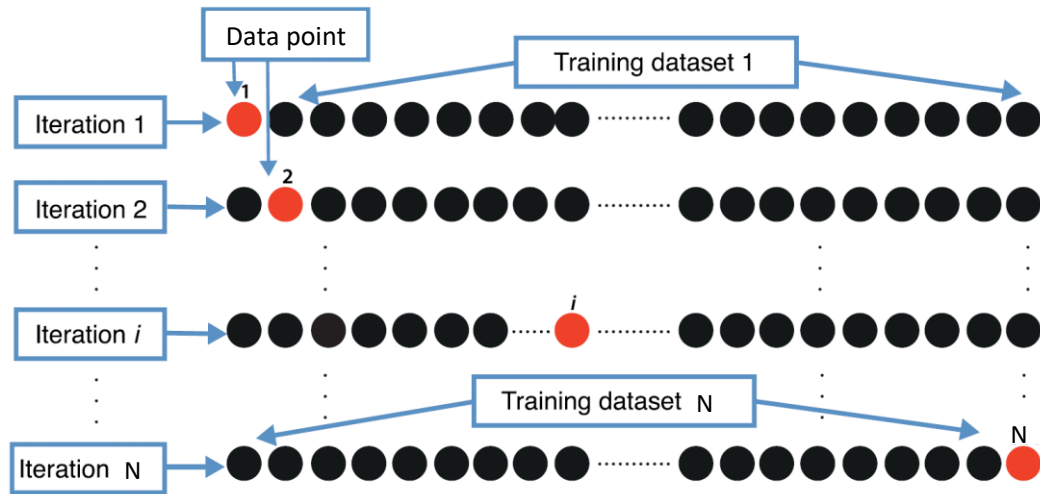 Data point
Training dataset 1
1
Iteration 1
2
Iteration 2
i
Iteration i
Training dataset N
N
Iteration N